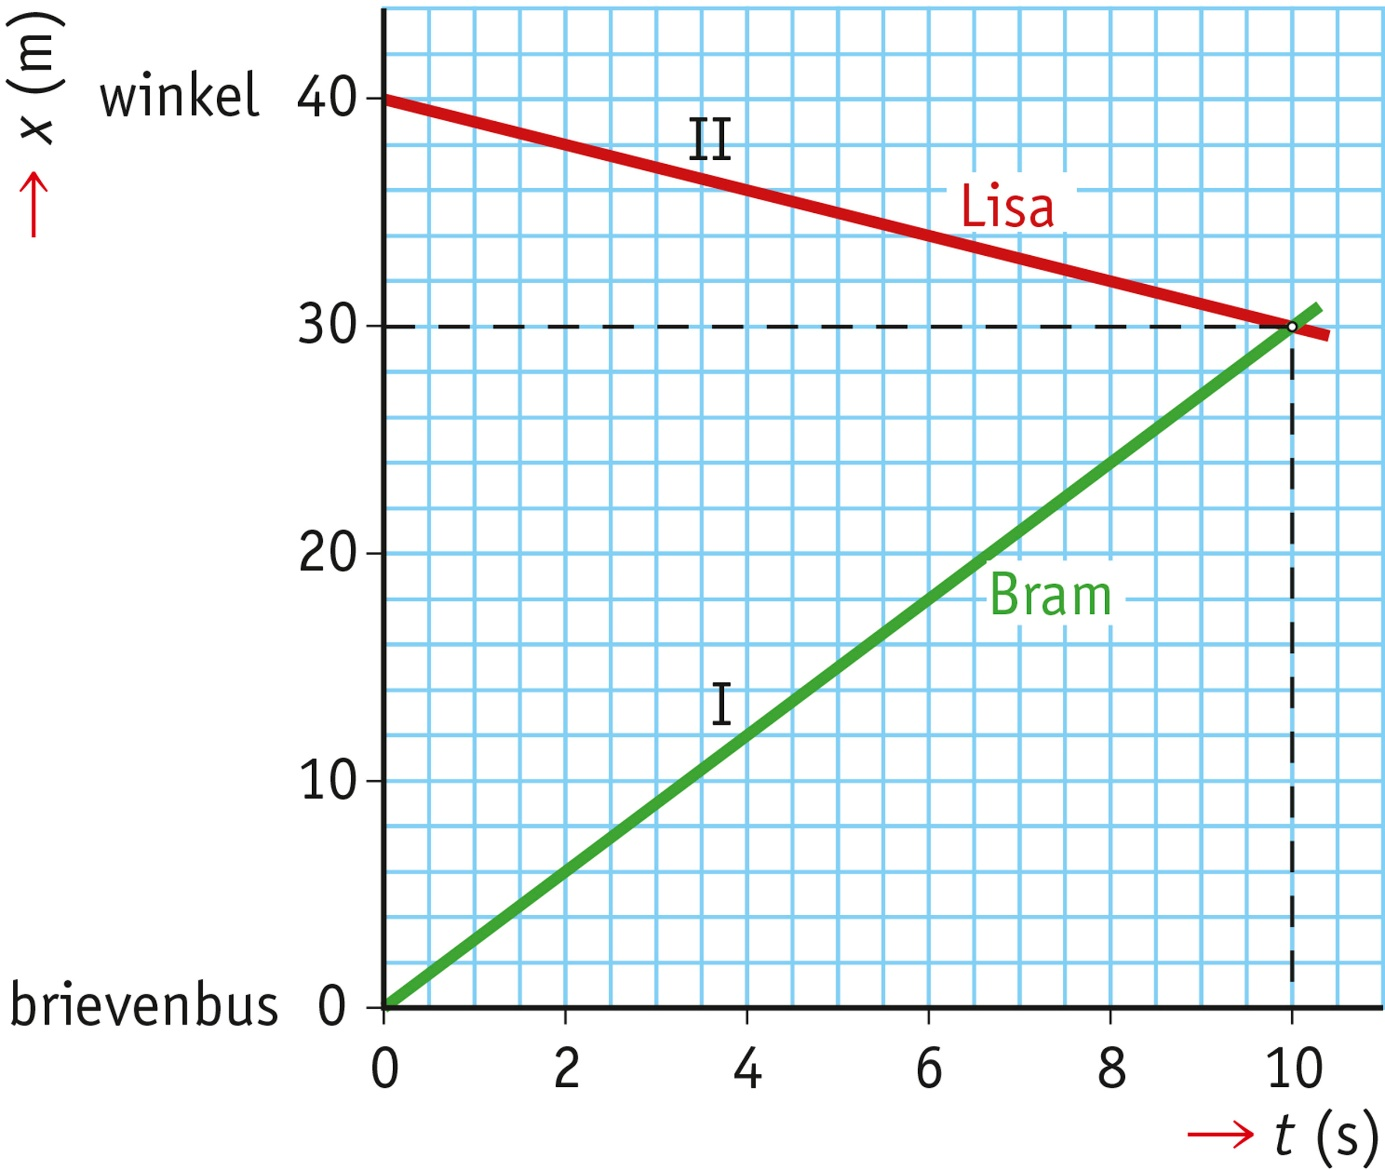 → x (m)
winkel 40
II
Lisa
30
20
Bram
I
10
brievenbus 0
0 2 4 6 8 10
→ t (s)